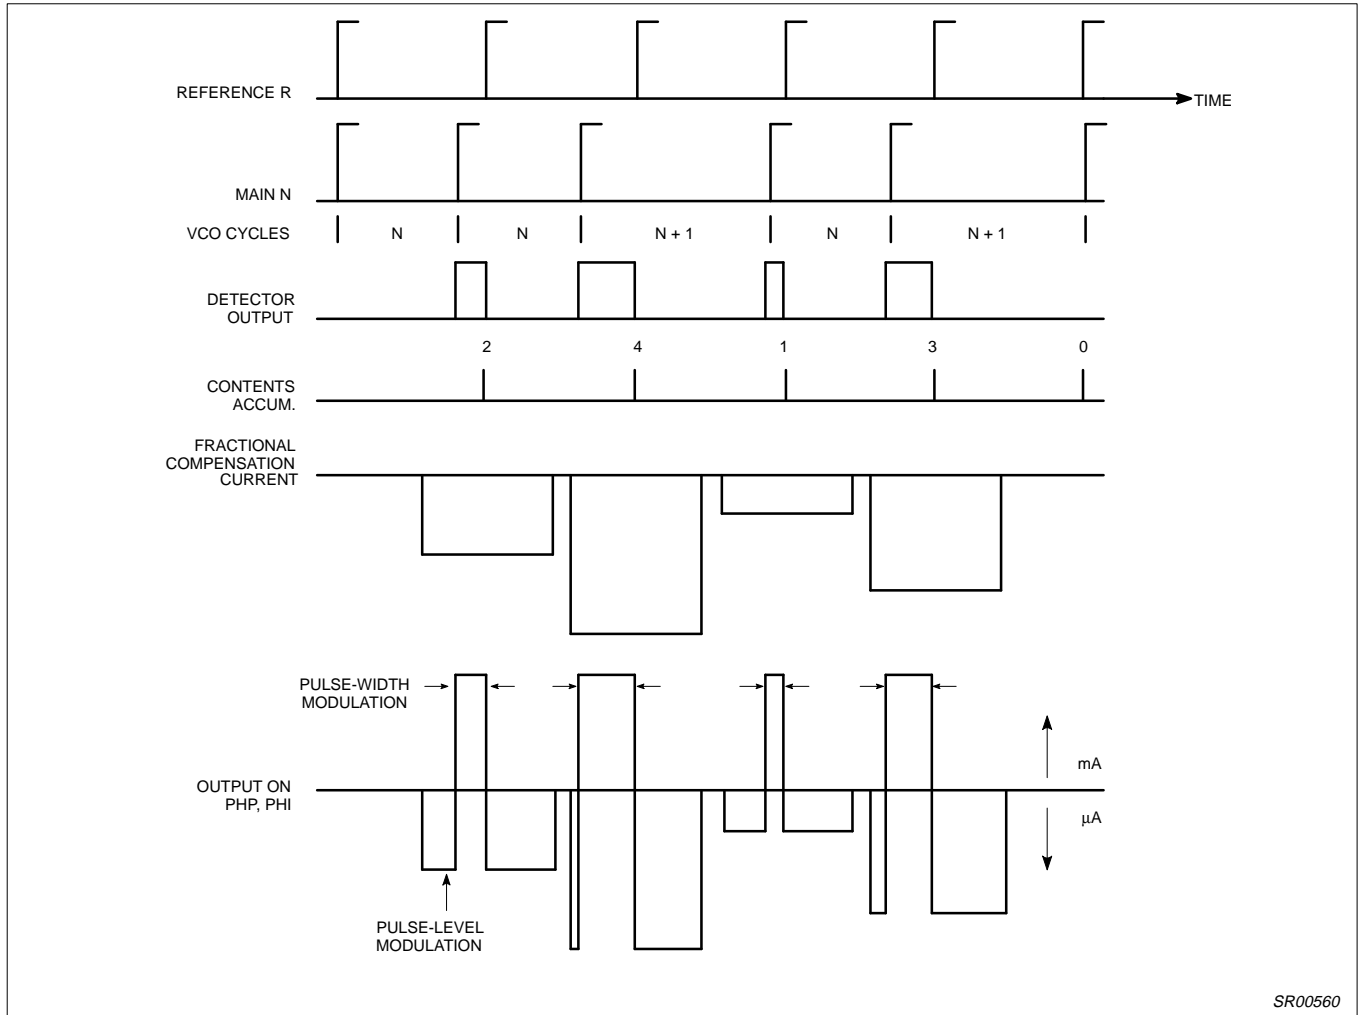 REFERENCE R
TIME
MAIN N
VCO CYCLES
N
N
N + 1
N
N + 1
DETECTOR
OUTPUT
2
4
1
3
0
CONTENTS
ACCUM.
FRACTIONAL
COMPENSATION
CURRENT
PULSE-WIDTH
MODULATION
mA
OUTPUT ON
PHP, PHI
μA
PULSE-LEVEL
MODULATION
SR00560